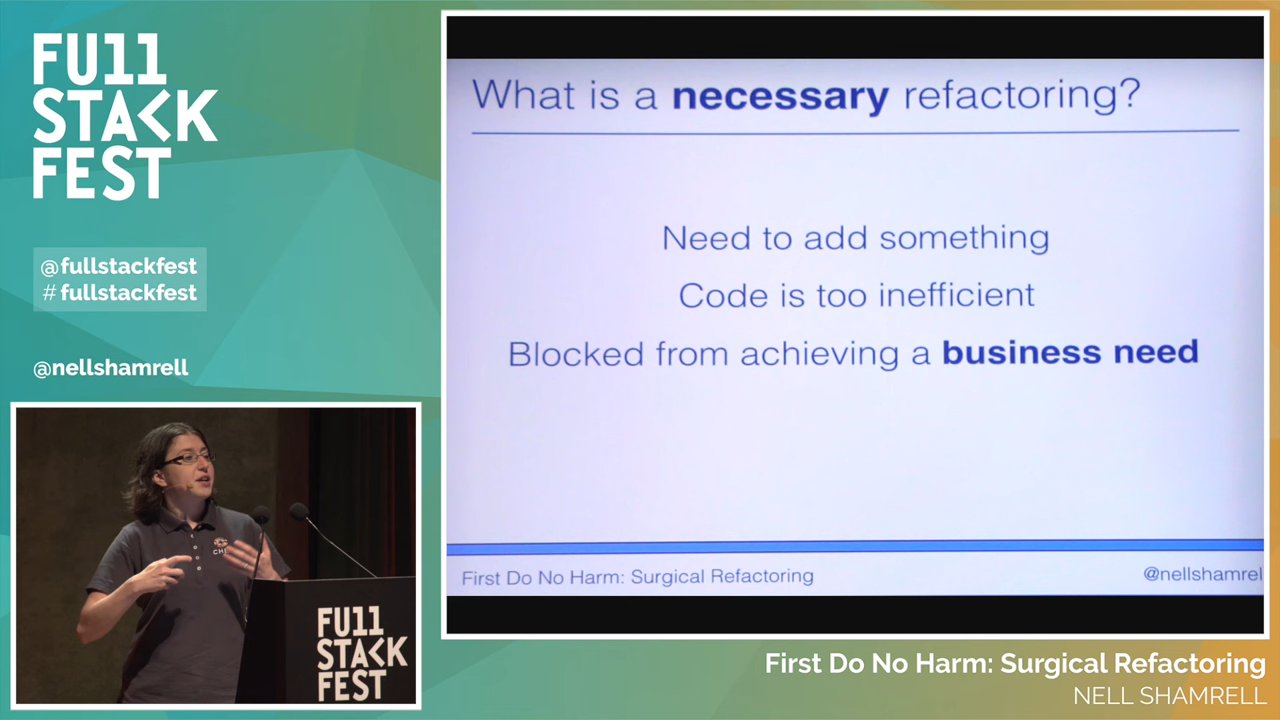 FU11
STACK
FEST
@fullstackfest
#fullstackfest
@nellshamrell
CHEF
FU11
STACK
FEST
What is a necessary refactoring?
Need to add something
Code is too inefficient
Blocked from achieving a business need
First Do No Harm: Surgical Refactoring
@nellshamrel
First Do No Harm: Surgical Refactoring
NELL SHAMRELL